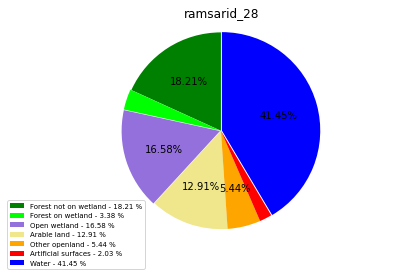 ramsarid_28
18.21 %
41.45 %
16.58 %
12.91 %
5.44 %
Forest not on wetland - 18.21 %
Forest on wetland - 3.38 %
Open wetland - 16.58 %
Arable land - 12.91 %
Other openland - 5.44 %
Artificial surfaces - 2.03 %
Water - 41.45 %